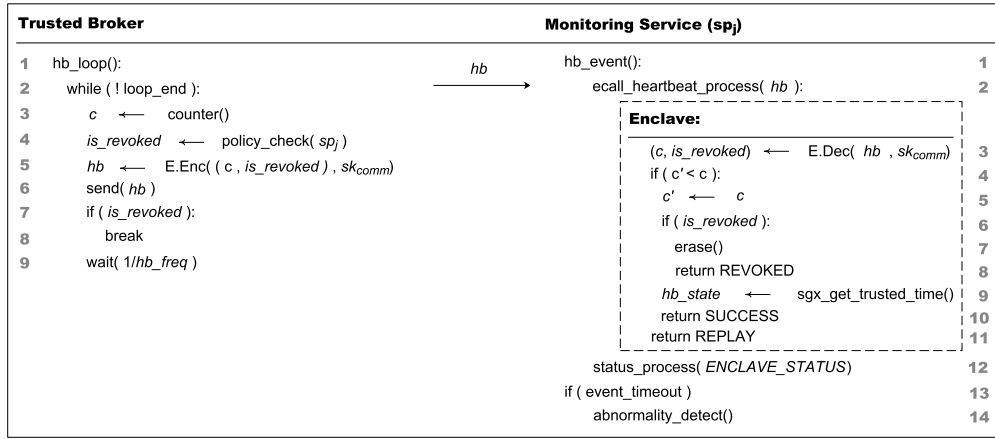 Trusted Broker
1 hb_loop():
2 while ( ! loop_end ):
3 c ← counter()
4 is_revoked ← policy_check( spj )
5 hb ← E.Enc( ( c , is_revoked ) , skcomm)
6 send( hb )
7 if ( is_revoked ):
8 break
9 wait( 1/hb_freq )
hb
Monitoring Service (spj)
hb_event(): 1
ecall_heartbeat_process( hb ): 2
Enclave:
(c, is_revoked) ← E.Dec( hb , skcomm) 3
if ( c' < c ): 4
c' ← c 5
if ( is_revoked ): 6
erase() 7
return REVOKED 8
hb_state ← sgx_get_trusted_time() 9
return SUCCESS 10
return REPLAY 11
status_process( ENCLAVE_STATUS) 12
if ( event_timeout ) 13
abnormality_detect() 14